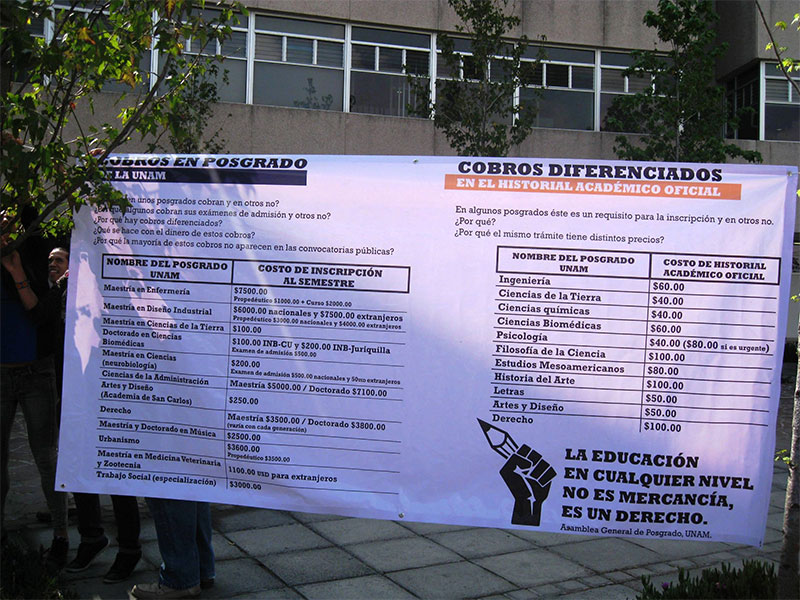 COBROS EN POSGRADO
LA UNAM
unos posgrados cobran y en otros no?
¿En qué algunos cobran sus exámenes de admisión y otros no?
¿Por qué hay cobros diferenciados?
¿Qué se hace con el dinero de estos cobros?
¿Por qué la mayoría de estos cobros no aparecen en las convocatorias públicas?
NOMBRE DEL POSGRADO UNAM COSTO DE INSCRIPCIÓN AL SEMESTRE
Maestría en Enfermería $7500.00
Propedéutico $1000.00 + Curso $2000.00
Maestría en Diseño Industrial $6000.00 nacionales y $7500.00 extranjeros
Propedéutico $3000.00 nacionales y $4000.00 extranjeros
Maestría en Ciencias de la Tierra $100.00
Doctorado en Ciencias Biomédicas $100.00 INB-CU y $200.00 INB-Juriquilla
Examen de admisión $500.00
Maestría en Ciencias (neurobiología) $200.00
Examen de admisión $500.00 nacionales y extranjeros
Ciencias de la Administración Maestría $5000.00 / Doctorado $7100.00
Artes y Diseño (Academia de San Carlos) $250.00
Derecho Maestría $3500.00 / Doctorado $3800.00
(varía con cada generación)
Maestría y Doctorado en Música $2500.00
Urbanismo $3600.00
Propedéutico $3500.00
Maestría en Medicina Veterinaria y Zootecnia 1100.00 USD para extranjeros
Trabajo Social (especialización) $3000.00
COBROS DIFERENCIADOS
EN EL HISTORIAL ACADÉMICO OFICIAL
En algunos posgrados éste es un requisito para la inscripción y en otros no.
¿Por qué?
¿Por qué el mismo trámite tiene distintos precios?
NOMBRE DEL POSGRADO UNAM COSTO DE HISTORIAL ACADÉMICO OFICIAL
Ingeniería $60.00
Ciencias de la Tierra $40.00
Ciencias químicas $40.00
Ciencias Biomédicas $60.00
Psicología $40.00 ($80.00 si es urgente)
Filosofía de la Ciencia $100.00
Estudios Mesoamericanos $80.00
Historia del Arte $100.00
Letras $50.00
Artes y Diseño $50.00
Derecho $100.00
LA EDUCACIÓN
EN CUALQUIER NIVEL
NO ES MERCANCÍA,
ES UN DERECHO.
Asamblea General de Posgrado, UNAM.